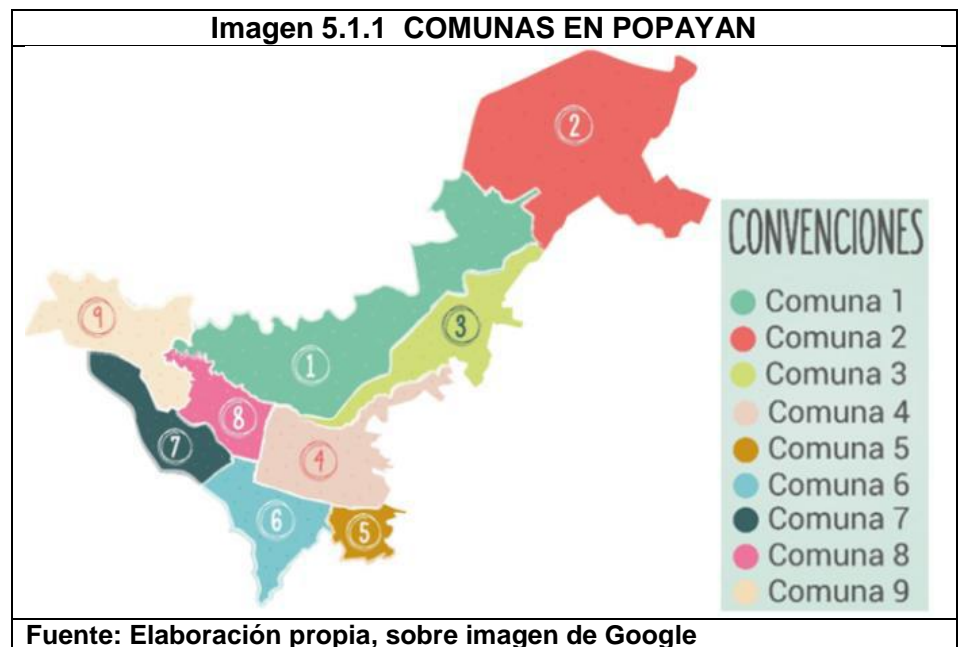 Imagen 5.1.1 COMUNAS EN POPAYAN
2
1
3
9
8
7
4
6
5
CONVENCIONES
Comuna 1
Comuna 2
Comuna 3
Comuna 4
Comuna 5
Comuna 6
Comuna 7
Comuna 8
Comuna 9
Fuente: Elaboración propia, sobre imagen de Google